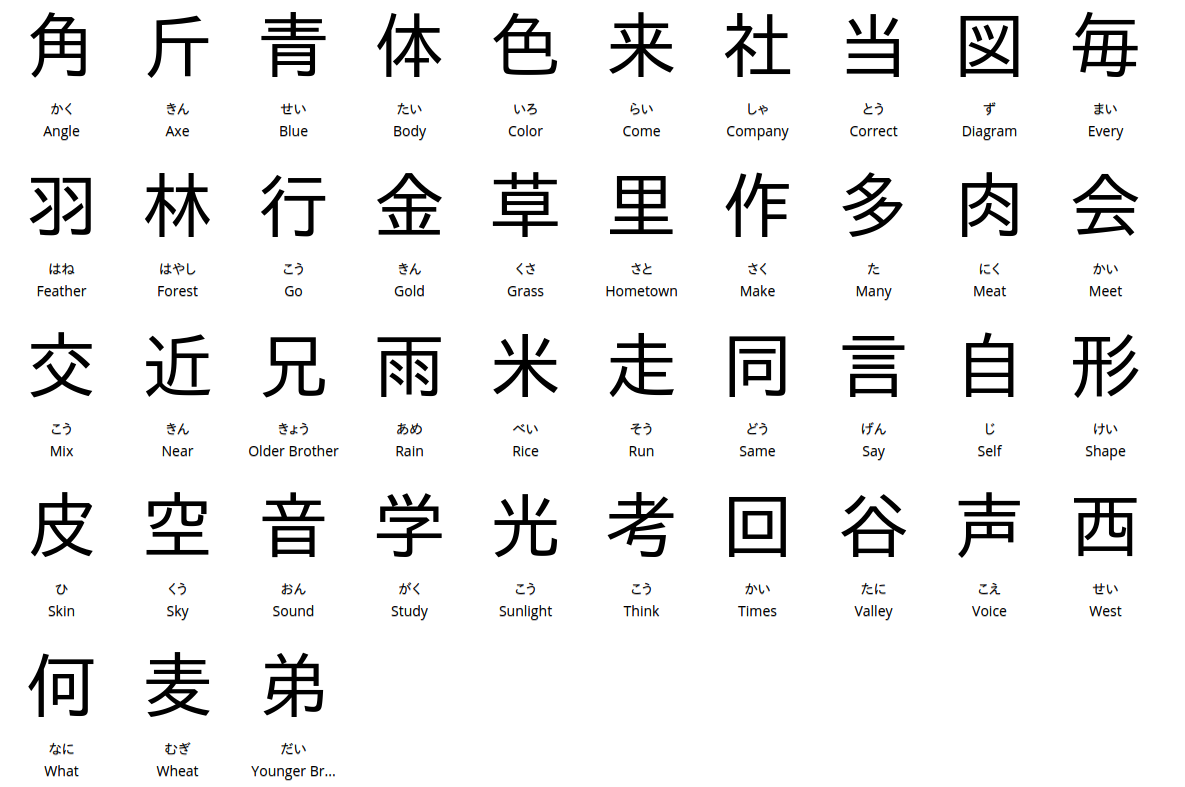 角 斤 青 体 色 来 社 当 図 毎
かく きん せい たい いろ らい しゃ とう ず まい
Angle Axe Blue Body Color Come Company Correct Diagram Every
羽 林 行 金 草 里 作 多 肉 会
はね はやし こう きん くさ さと さく た にく かい
Feather Forest Go Gold Grass Hometown Make Many Meat Meet
交 近 兄 雨 米 走 同 言 自 形
こう きん きょう あめ べい そう どう げん じ けい
Mix Near Older Brother Rain Rice Run Same Say Self Shape
皮 空 音 学 光 考 回 谷 声 西
ひ くう おん がく こう こう かい たに こえ せい
Skin Sky Sound Study Sunlight Think Times Valley Voice West
何 麦 弟
なに むぎ だい
What Wheat Younger Br...